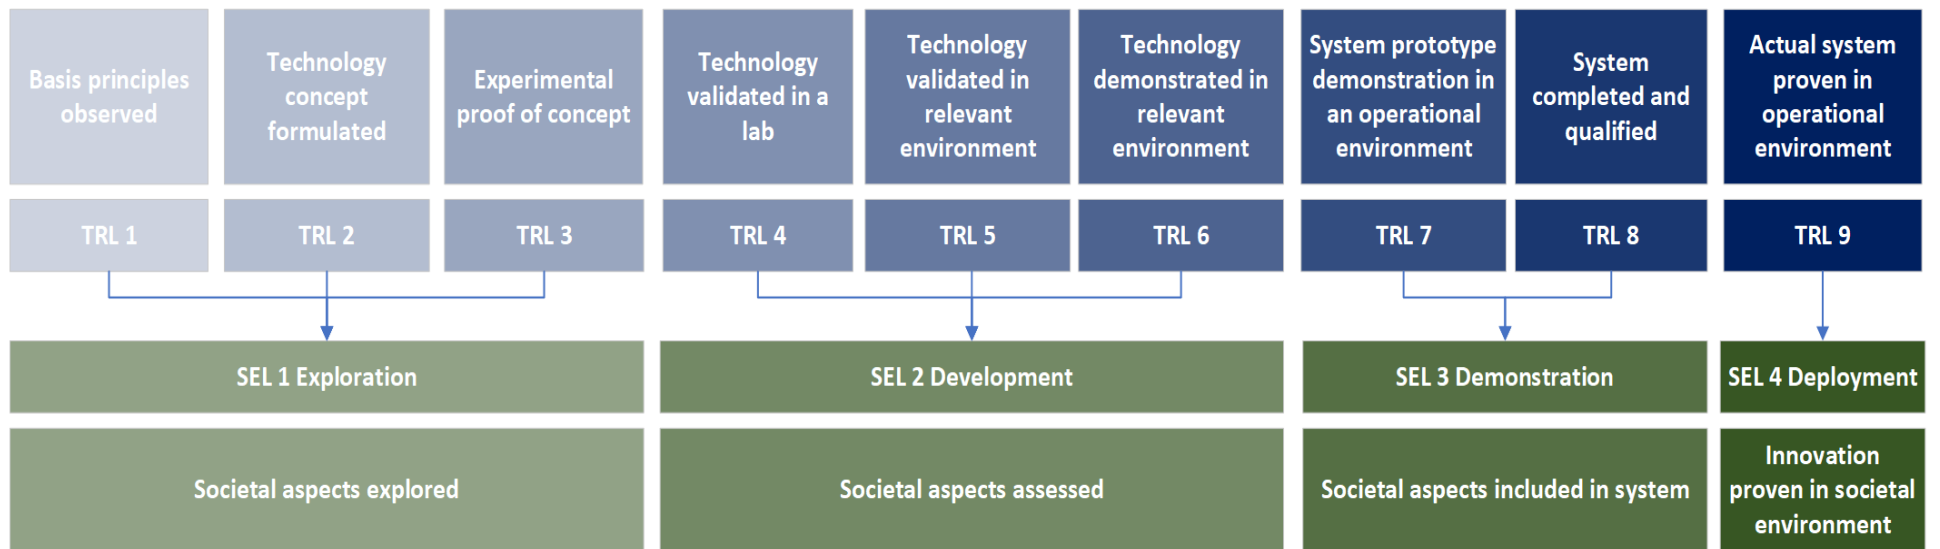 Basis principles
observed
Technology
concept
formulated
Experimental
proof of concept
Technology
validated in a
lab
Technology
validated in
relevant
environment
Technology
demonstrated in
relevant
environment
System prototype
demonstration in
an operational
environment
System
completed and
qualified
Actual system
proven in
operational
environment
TRL 1
TRL 2
TRL 3
TRL 4
TRL 5
TRL 6
TRL 7
TRL 8
TRL 9
SEL 1 Exploration
SEL 2 Development
SEL 3 Demonstration
SEL 4 Deployment
Societal aspects explored
Societal aspects assessed
Societal aspects included in system
Innovation
proven in societal
environment